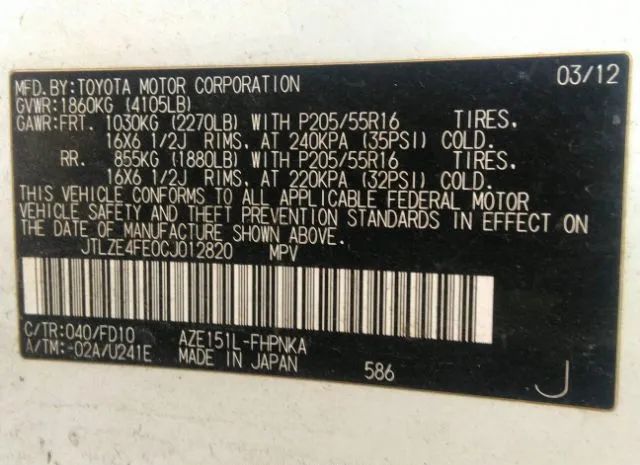 MFD.BY:TOYOTA MOTOR CORPORATION 03/12
GVWR:1860KG (4105LB)
GAWR:FRT. 1030KG (2270LB) WITH P205/55R16 TIRES,
16X6 1/2J RIMS, AT 240KPA (35PSI) COLD.
RR. 855KG (1880LB) WITH P205/55R16 TIRES,
16X6 1/2J RIMS, AT 220KPA (32PSI) COLD.
THIS VEHICLE CONFORMS TO ALL APPLICABLE FEDERAL MOTOR
VEHICLE SAFETY AND THEFT PREVENTION STANDARDS IN EFFECT ON
THE DATE OF MANUFACTURE SHOWN ABOVE.
JTLZE4FE0CJ012820 MPV
C/TR:040/FD10 AZE151L-FHPNKA
A/TM:-02A/U241E MADE IN JAPAN 586 J